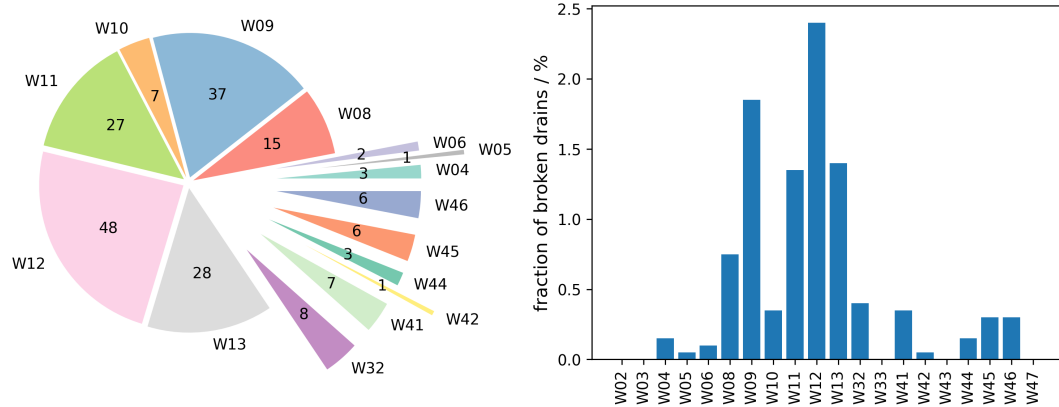 W10
W09
W11
7
37
27
W08
15
W06
W05
2
1
3
W04
6
W46
48
6
W45
W12
28
3
W44
7
1
W42
W13
8
W41
W32
fraction of broken drains / %
2.5
2.0
1.5
1.0
0.5
0.0
W02
W03
W04
W05
W06
W08
W09
W10
W11
W12
W13
W32
W33
W41
W42
W43
W44
W45
W46
W47